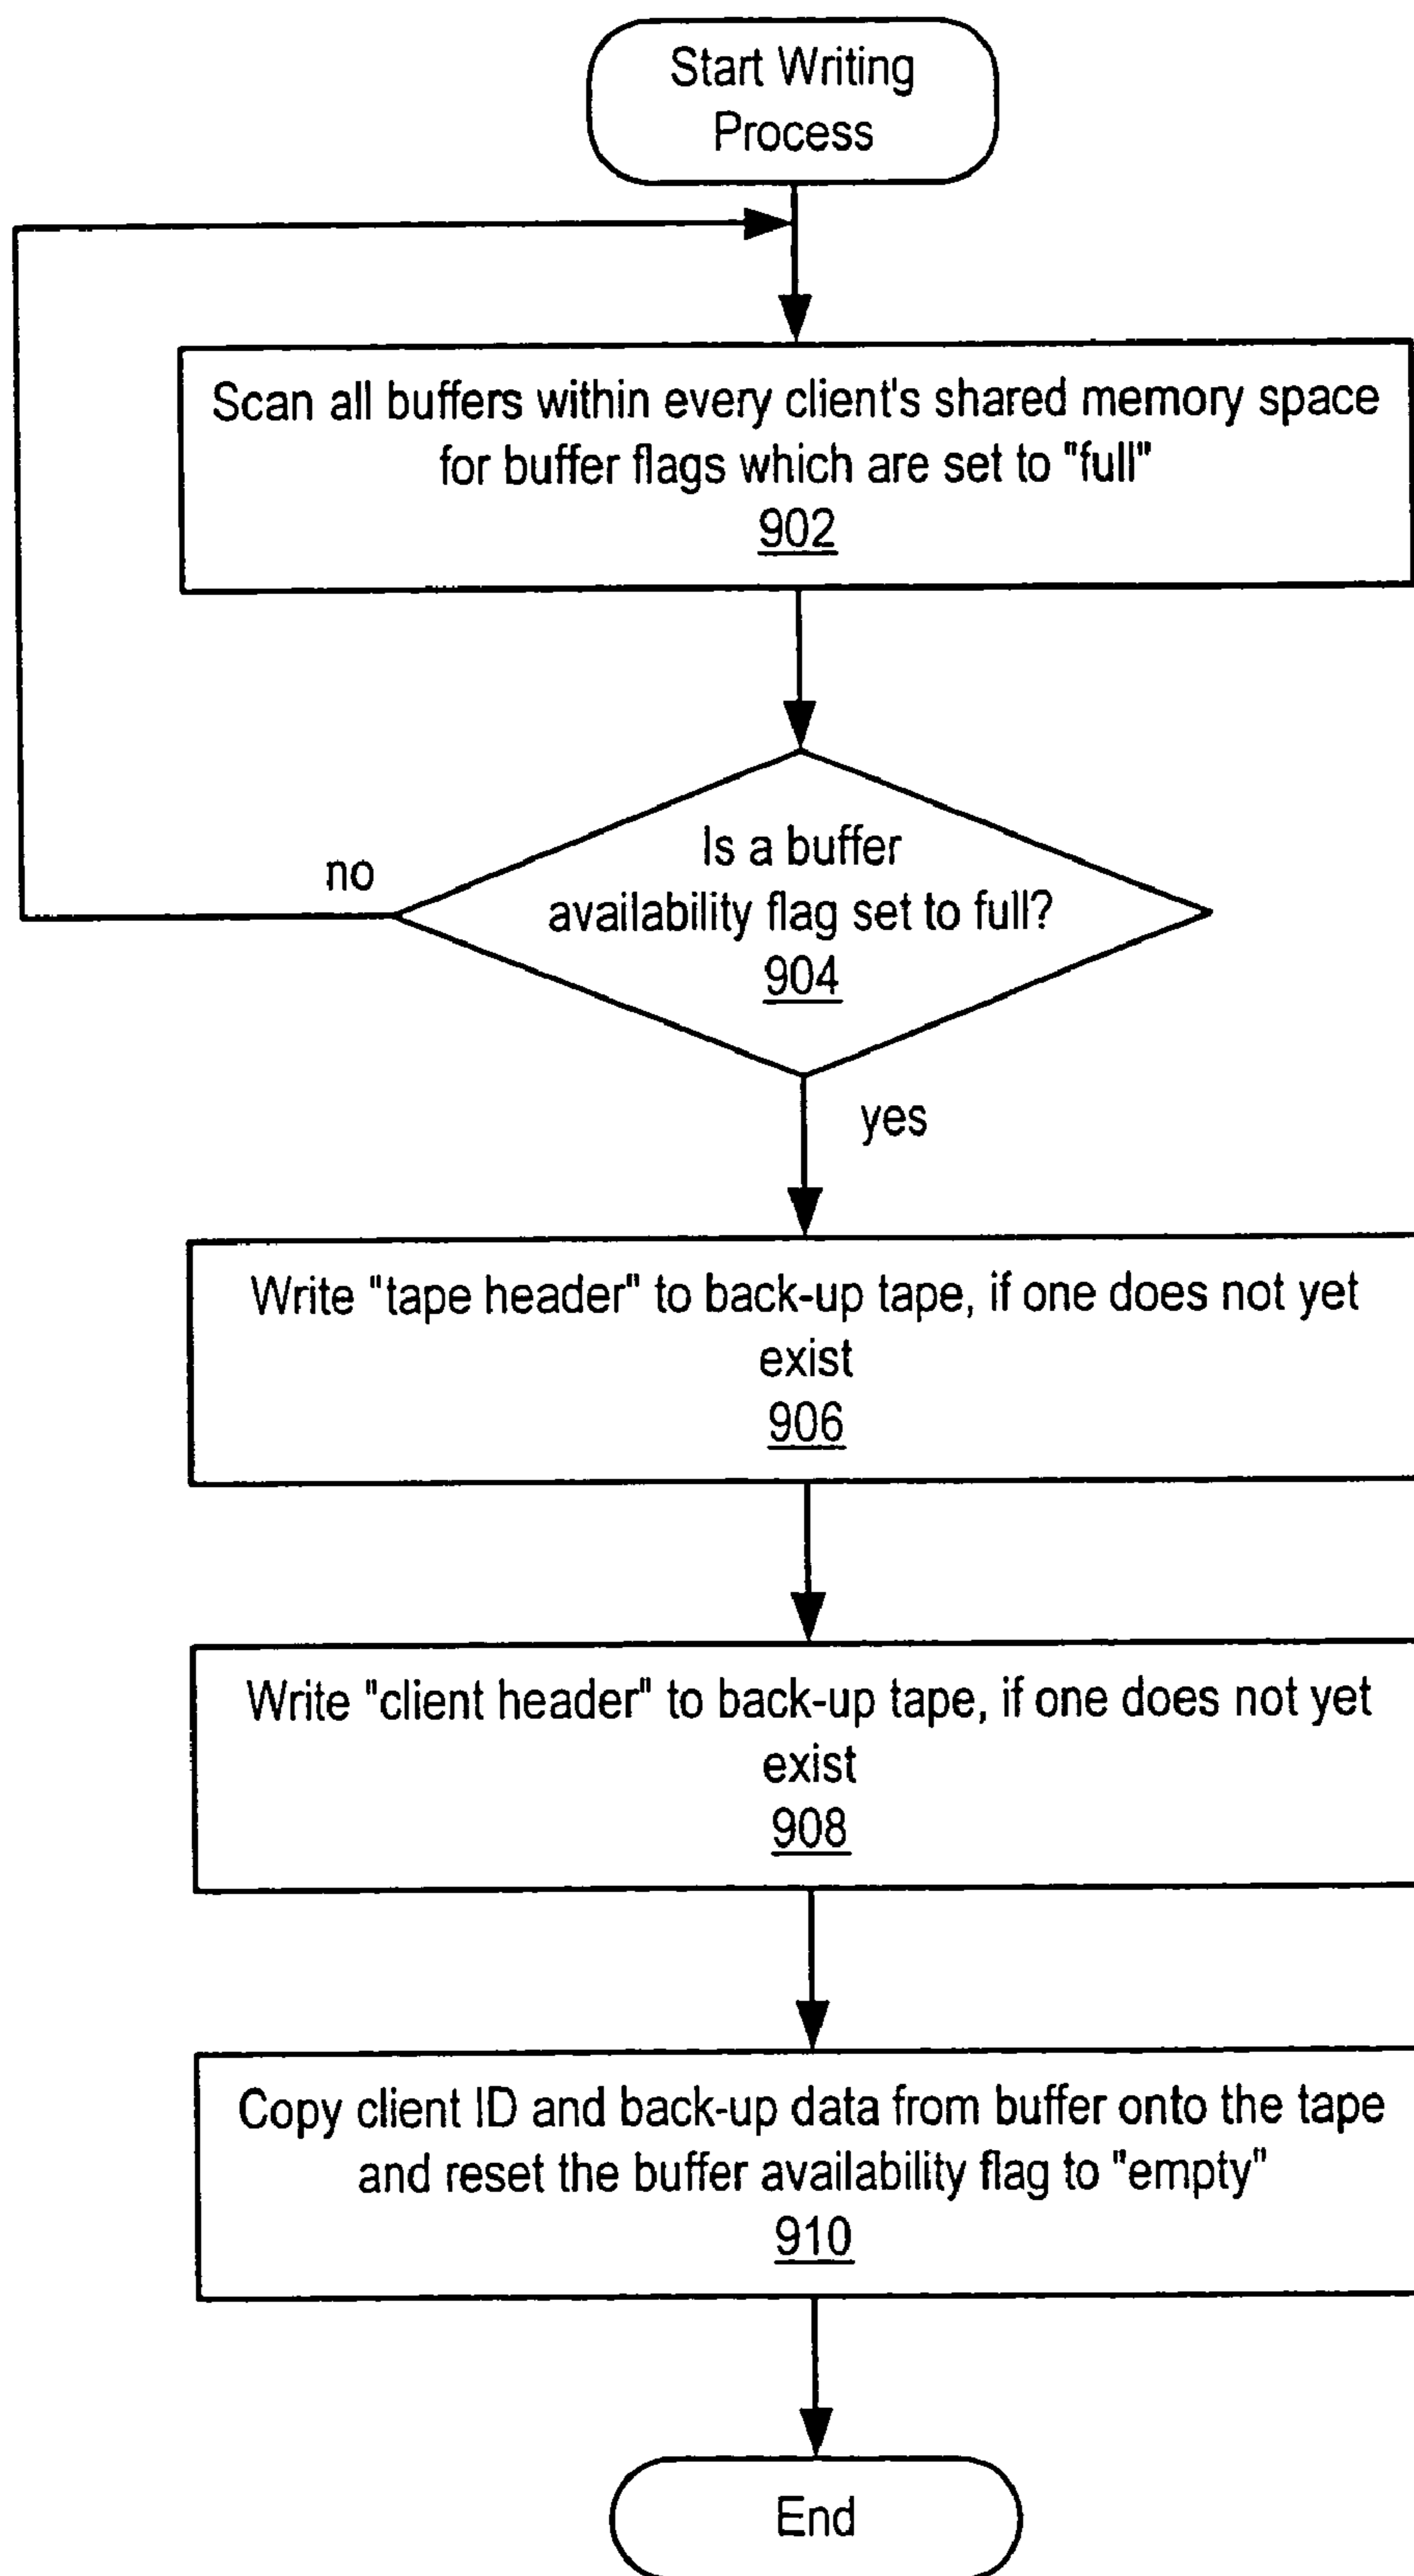 Start Writing
Process
Scan all buffers within every client's shared memory space
for buffer flags which are set to "full"
902
Is a buffer
availability flag set to full?
904
no
yes
Write "tape header" to back-up tape, if one does not yet
exist
906
Write "client header" to back-up tape, if one does not yet
exist
908
Copy client ID and back-up data from buffer onto the tape
and reset the buffer availability flag to "empty"
910
End